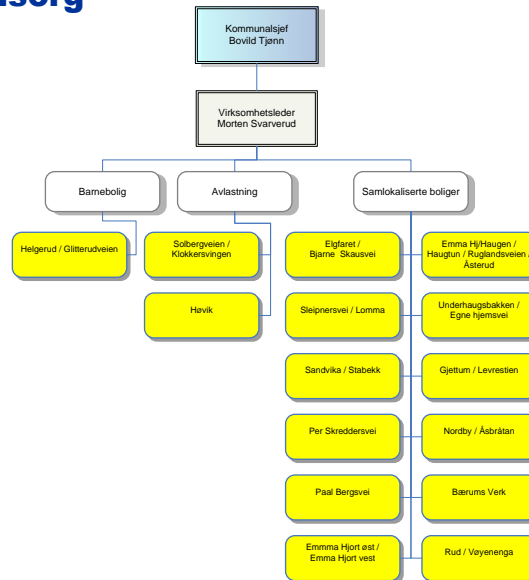 Kommunalsjef
Bovild Tjønn
Virksomhetsleder
Morten Svarverud
Barnebolig
Avlastning
Samlokaliserte boliger
Helgerud / Glitterudveien
Solbergveien /
Klokkersvingen
Høvik
Elgfaret /
Bjarne Skausvei
Emma Hj/Haugen /
Haugtun / Ruglandsveien /
Åsterud
Sleipnersvei / Lomma
Underhaugsbakken /
Egne hjemsvei
Sandvika / Stabekk
Gjettum / Levrestien
Per Skreddersvei
Nordby / Åsbråtan
Paal Bergsvei
Bærums Verk
Emmma Hjort øst /
Emma Hjort vest
Rud / Vøyenenga